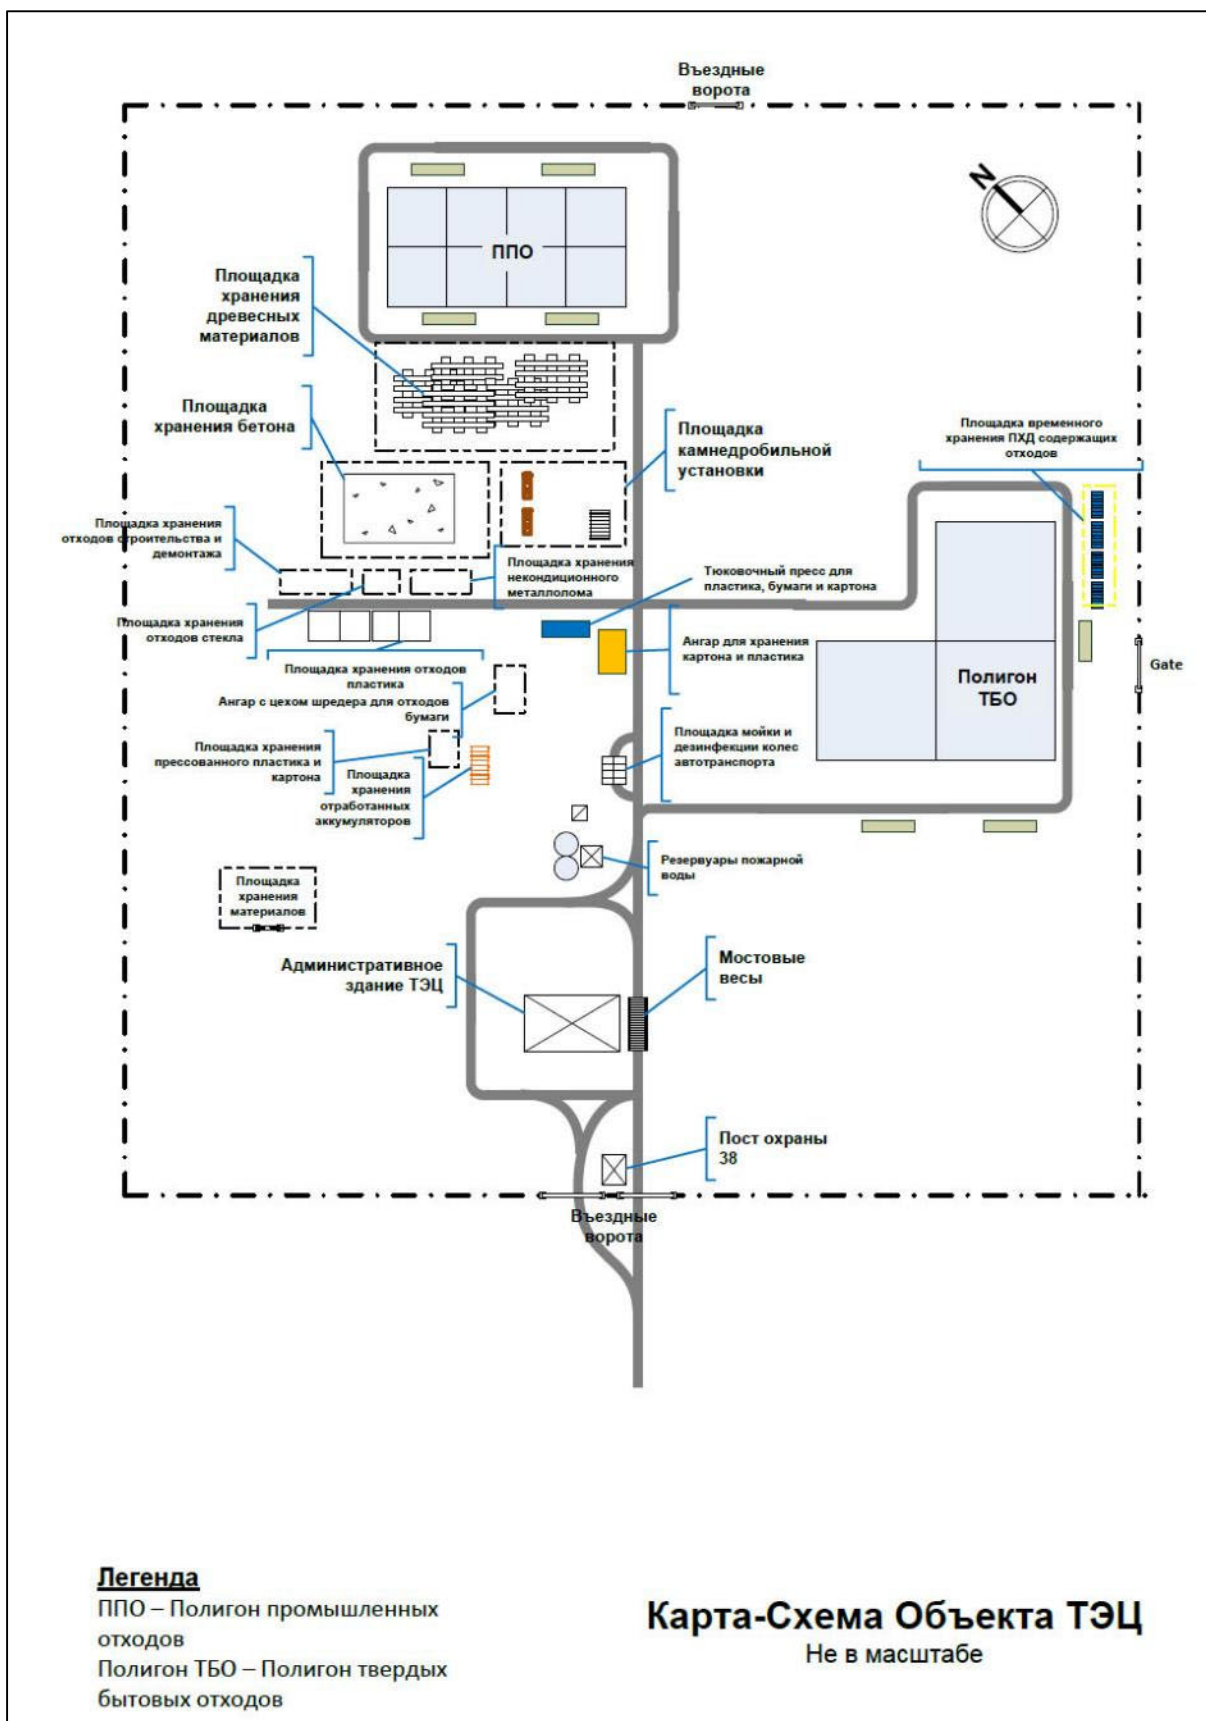 Въездные
ворота
N
ППО
Площадка
хранения
древесных
материалов
Площадка
хранения бетона
Площадка
камнедробильной
установки
Площадка временного
хранения ПХД содержащих
отходов
Площадка хранения
отходов строительства и
демонтажа
Площадка хранения
некондиционного
металлолома
Тюковочный пресс для
пластика, бумаги и картона
Площадка хранения
отходов стекла
Ангар для хранения
картона и пластика
Gate
Площадка хранения отходов
пластика
Полигон
ТБО
Ангар с цехом шредера для отходов
бумаги
Площадка мойки и
дезинфекции колес
автотранспорта
Площадка хранения
прессованного пластика и
картона
Площадка
хранения
отработанных
аккумуляторов
Резервуары пожарной
воды
Площадка
хранения
материалов
Административное
здание ТЭЦ
Мостовые
весы
Пост охраны
38
Въездные
ворота
Легенда
ППО – Полигон промышленных
отходов
Полигон ТБО – Полигон твердых
бытовых отходов
Карта-Схема Объекта ТЭЦ
Не в масштабе